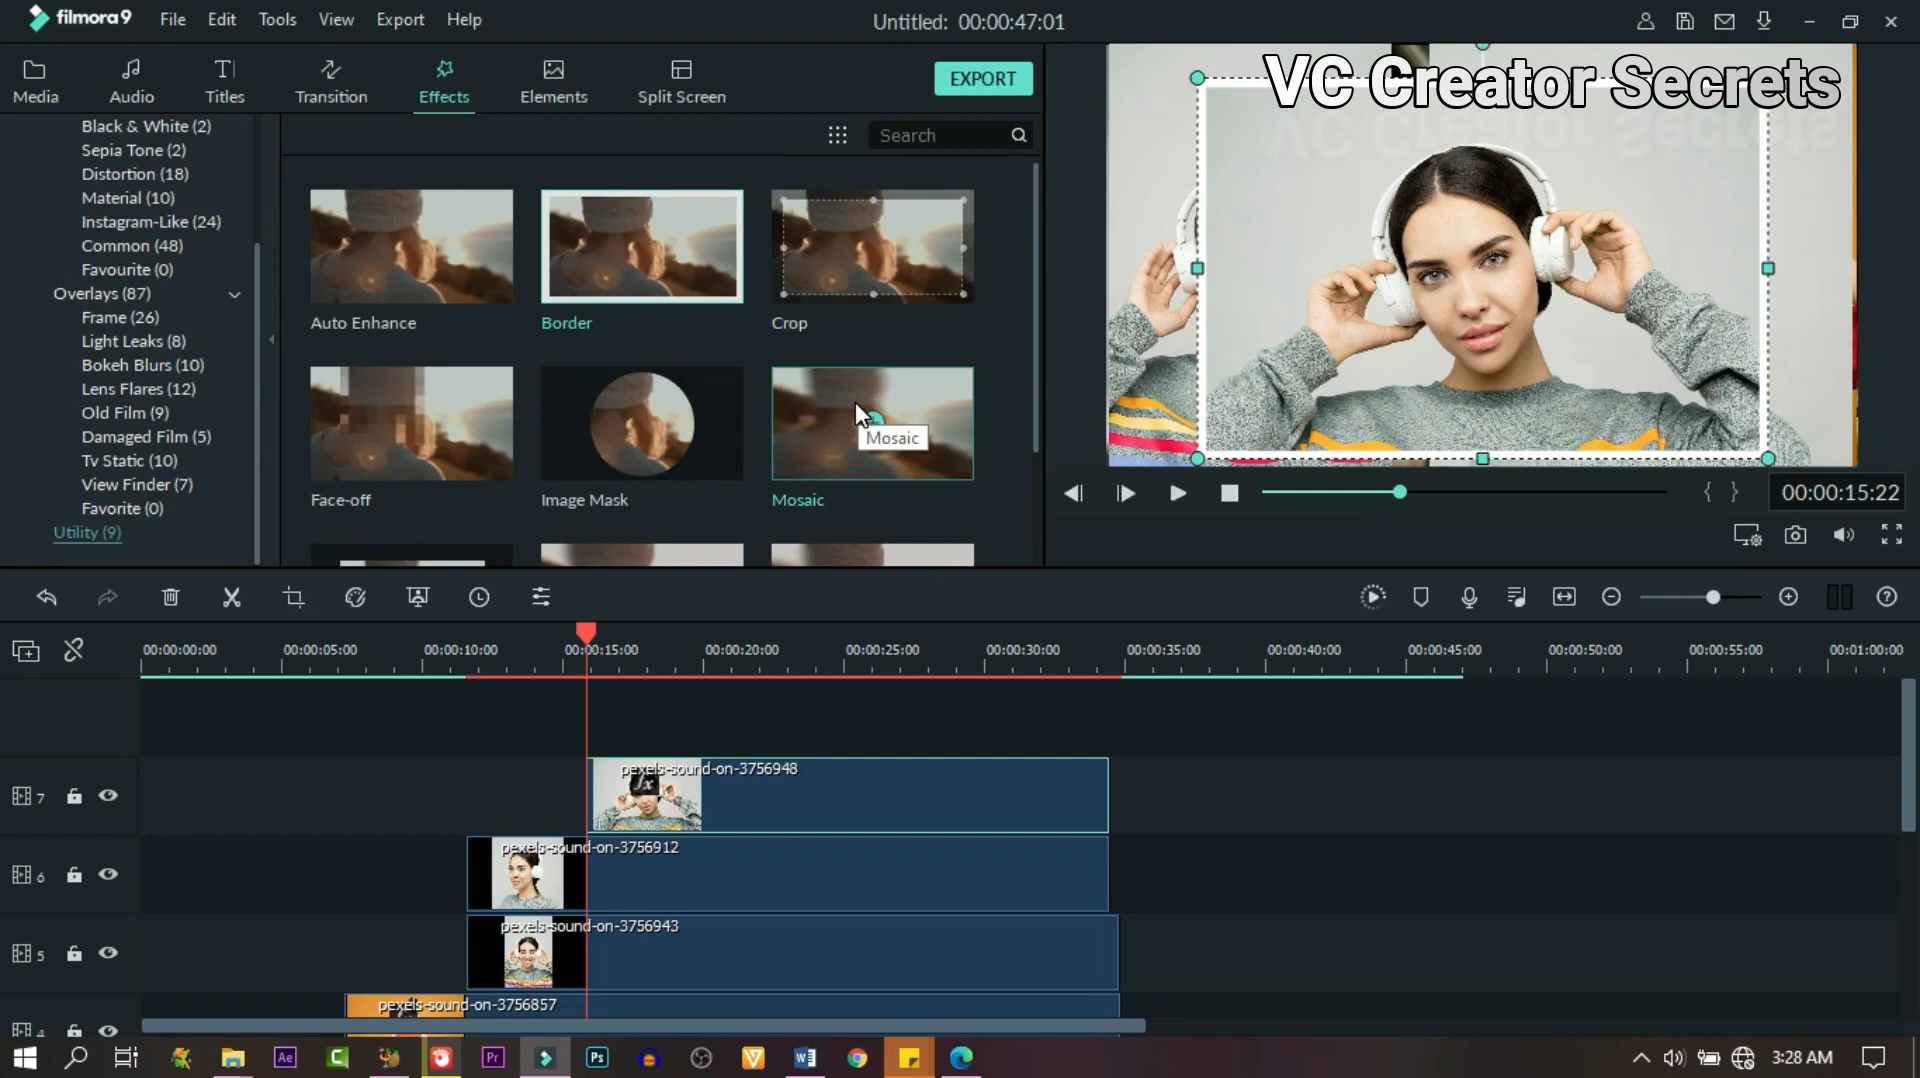 filmora9 File Edit Tools View Export Help Untitled: 00:00:47:01
Media Audio Titles Transition Effects Elements Split Screen EXPORT
VC Creator Secrets
Search
Black & White (2)
Sepia Tone (2)
Distortion (18)
Material (10)
Instagram-Like (24)
Common (48)
Favourite (0)
Overlays (87)
Frame (26)
Light Leaks (8)
Bokeh Blurs (10)
Lens Flares (12)
Old Film (9)
Damaged Film (5)
Tv Static (10)
View Finder (7)
Favorite (0)
Utility (9)
Auto Enhance Border Crop
Mosaic
Face-off Image Mask Mosaic
{ } 00:00:15:22
00:00:00:00 00:00:05:00 00:00:10:00 00:00:15:00 00:00:20:00 00:00:25:00 00:00:30:00 00:00:35:00 00:00:40:00 00:00:45:00 00:00:50:00 00:00:55:00 00:01:00:00
pexels-sound-on-3756948
fx
7
pexels-sound-on-3756912
6
pexels-sound-on-3756943
5
pexels-sound-on-3756857
4
Ae Pr Ps 3:28 AM